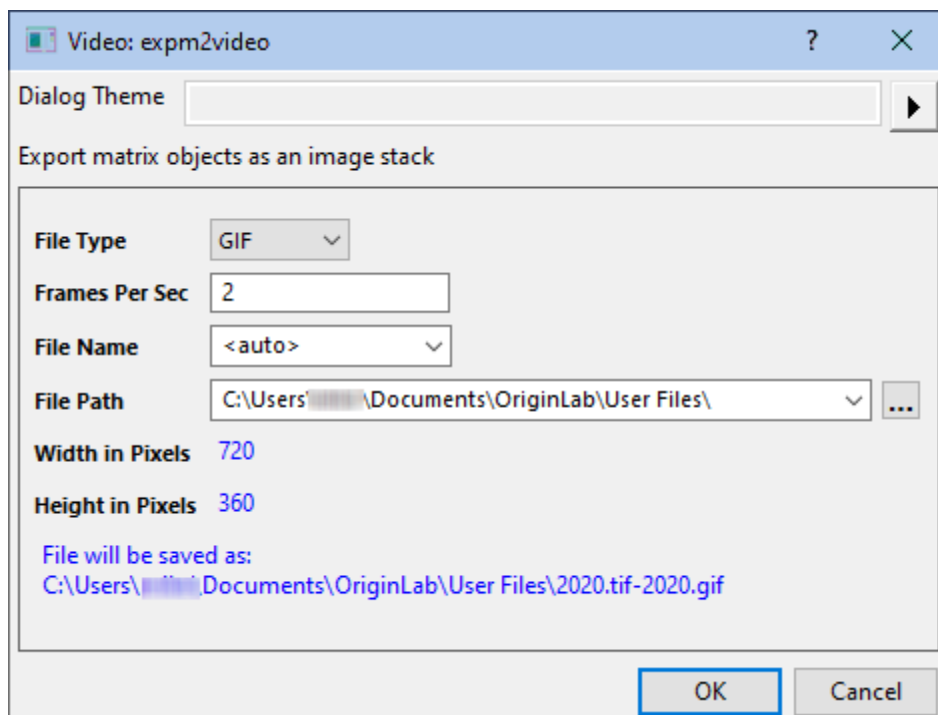 Video: expm2video ?
Dialog Theme
Export matrix objects as an image stack
File Type GIF
Frames Per Sec 2
File Name <auto>
File Path C:\Users\ \Documents\OriginLab\User Files\ ...
Width in Pixels 720
Height in Pixels 360
File will be saved as:
C:\Users\ Documents\OriginLab\User Files\2020.tif-2020.gif
OK Cancel